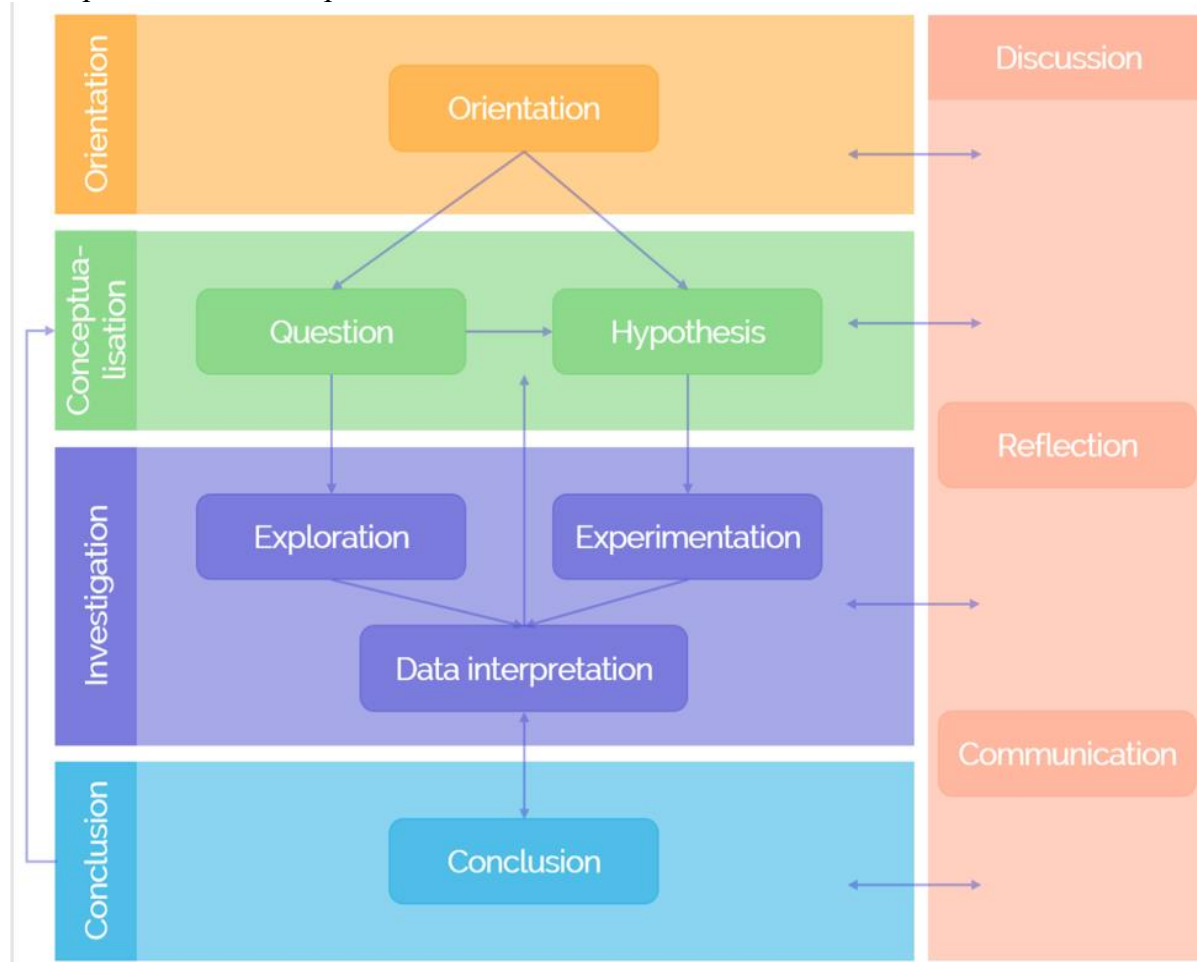 Orientation
Orientation
Discussion
Conceptua-
lisation
Question
Hypothesis
Reflection
Investigation
Exploration
Experimentation
Data interpretation
Communication
Conclusion
Conclusion